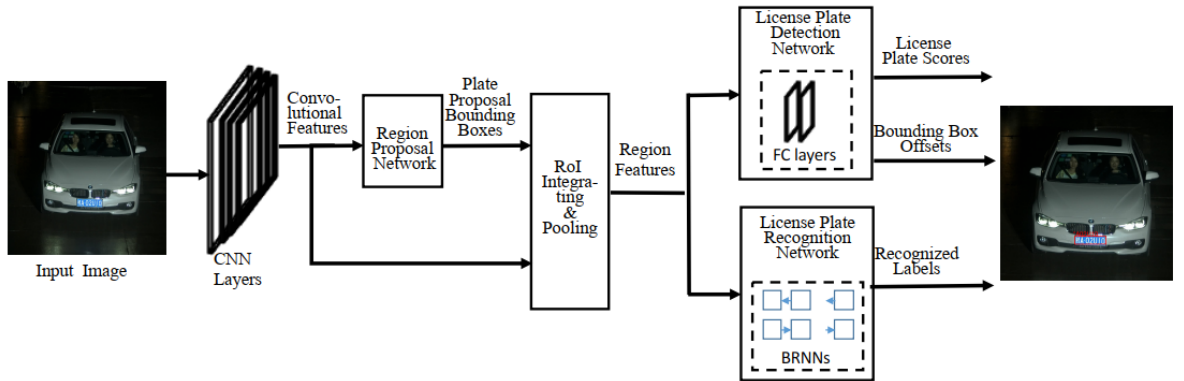 Input Image
CNN
Layers
Convo-
lutional
Features
Region
Proposal
Network
Plate
Proposal
Bounding
Boxes
RoI
Integra-
ting
&
Pooling
Region
Features
License Plate
Detection
Network
FC layers
License
Plate Scores
Bounding Box
Offsets
License Plate
Recognition
Network
BRNNs
Recognized
Labels